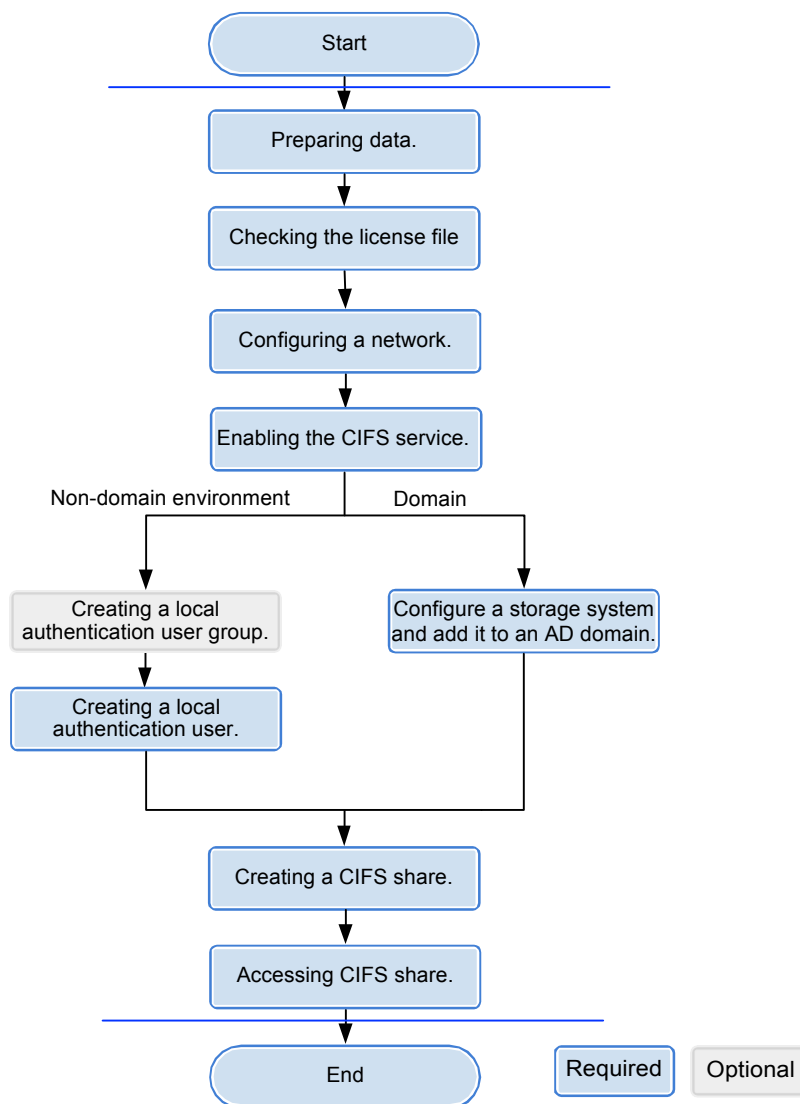 Start
Preparing data.
Checking the license file
Configuring a network.
Enabling the CIFS service.
Non-domain environment
Domain
Creating a local
authentication user group.
Configure a storage system
and add it to an AD domain.
Creating a local
authentication user.
Creating a CIFS share.
Accessing CIFS share.
End
Required
Optional